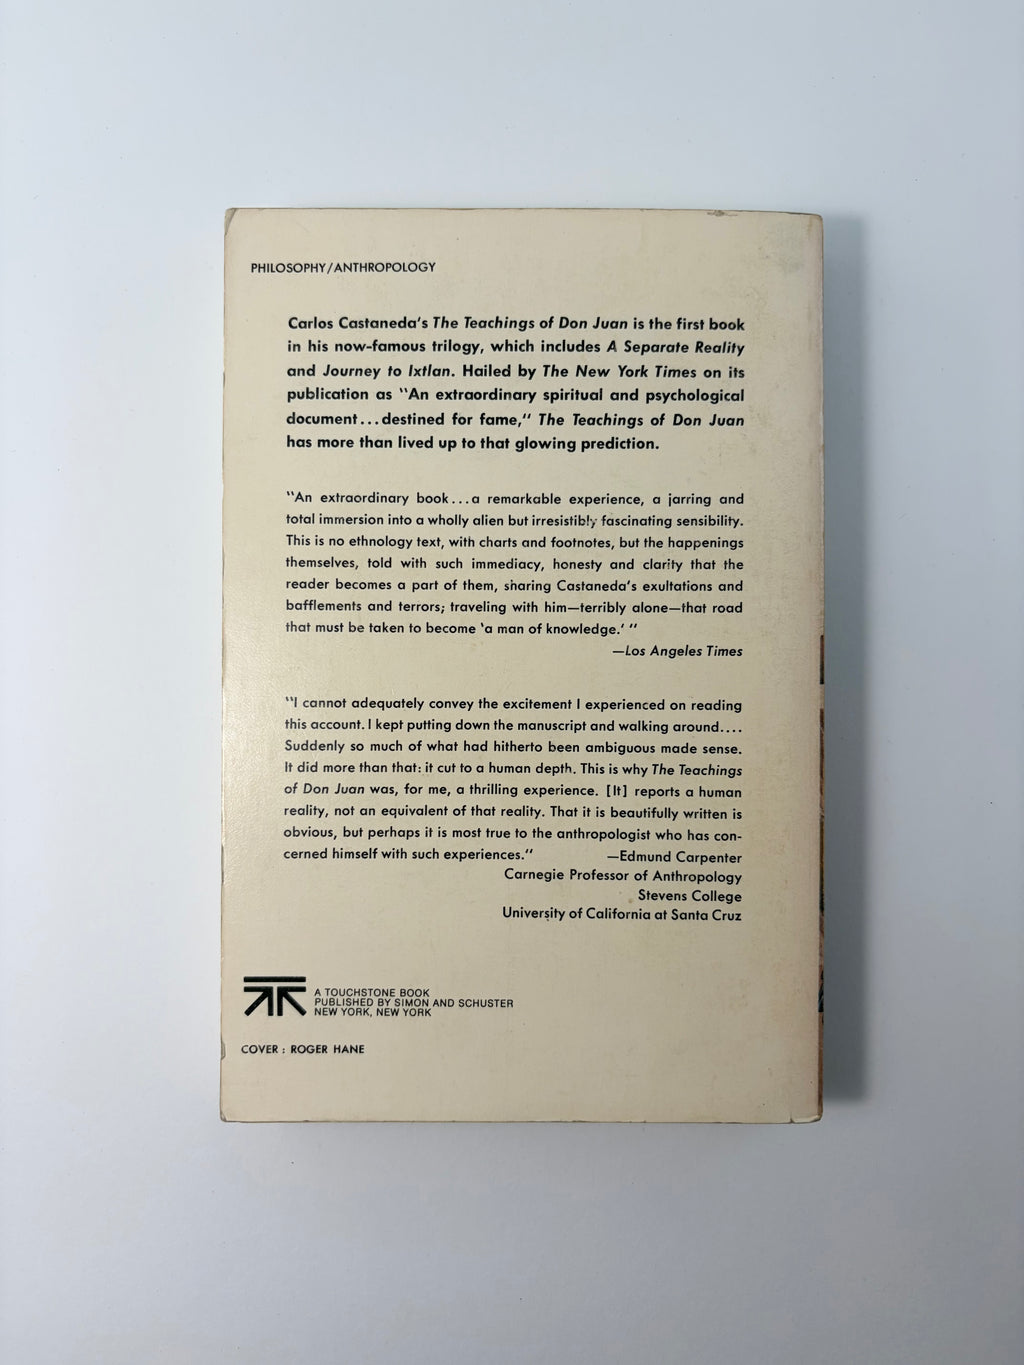 PHILOSOPHY/ANTHROPOLOGY
Carlos Castaneda's The Teachings of Don Juan is the first book
in his now-famous trilogy, which includes A Separate Reality
and Journey to Ixtlan. Hailed by The New York Times on its
publication as "An extraordinary spiritual and psychological
document...destined for fame," The Teachings of Don Juan
has more than lived up to that glowing prediction.
"An extraordinary book...a remarkable experience, a jarring and
total immersion into a wholly alien but irresistibly fascinating sensibility.
This is no ethnology text, with charts and footnotes, but the happenings
themselves, told with such immediacy, honesty and clarity that the
reader becomes a part of them, sharing Castaneda's exultations and
bafflements and terrors; traveling with him—terribly alone—that road
that must be taken to become 'a man of knowledge.' "
—Los Angeles Times
"I cannot adequately convey the excitement I experienced on reading
this account. I kept putting down the manuscript and walking around....
Suddenly so much of what had hitherto been ambiguous made sense.
It did more than that: it cut to a human depth. This is why The Teachings
of Don Juan was, for me, a thrilling experience. [It] reports a human
reality, not an equivalent of that reality. That it is beautifully written is
obvious, but perhaps it is most true to the anthropologist who has con-
cerned himself with such experiences." —Edmund Carpenter
Carnegie Professor of Anthropology
Stevens College
University of California at Santa Cruz
A TOUCHSTONE BOOK
PUBLISHED BY SIMON AND SCHUSTER
NEW YORK, NEW YORK
COVER : ROGER HANE